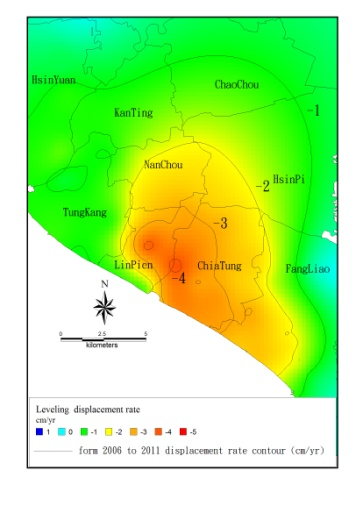 HsinYuan
ChaoChou
KanTing
-1
NanChou
-2
HsinPi
TungKang
-3
LinPien
ChiaTung
FangLiao
-4
N
0 2.5 5
kilometers
Leveling displacement rate
cm/yr
1 0 -1 -2 -3 -4 -5
form 2006 to 2011 displacement rate contour (cm/yr)